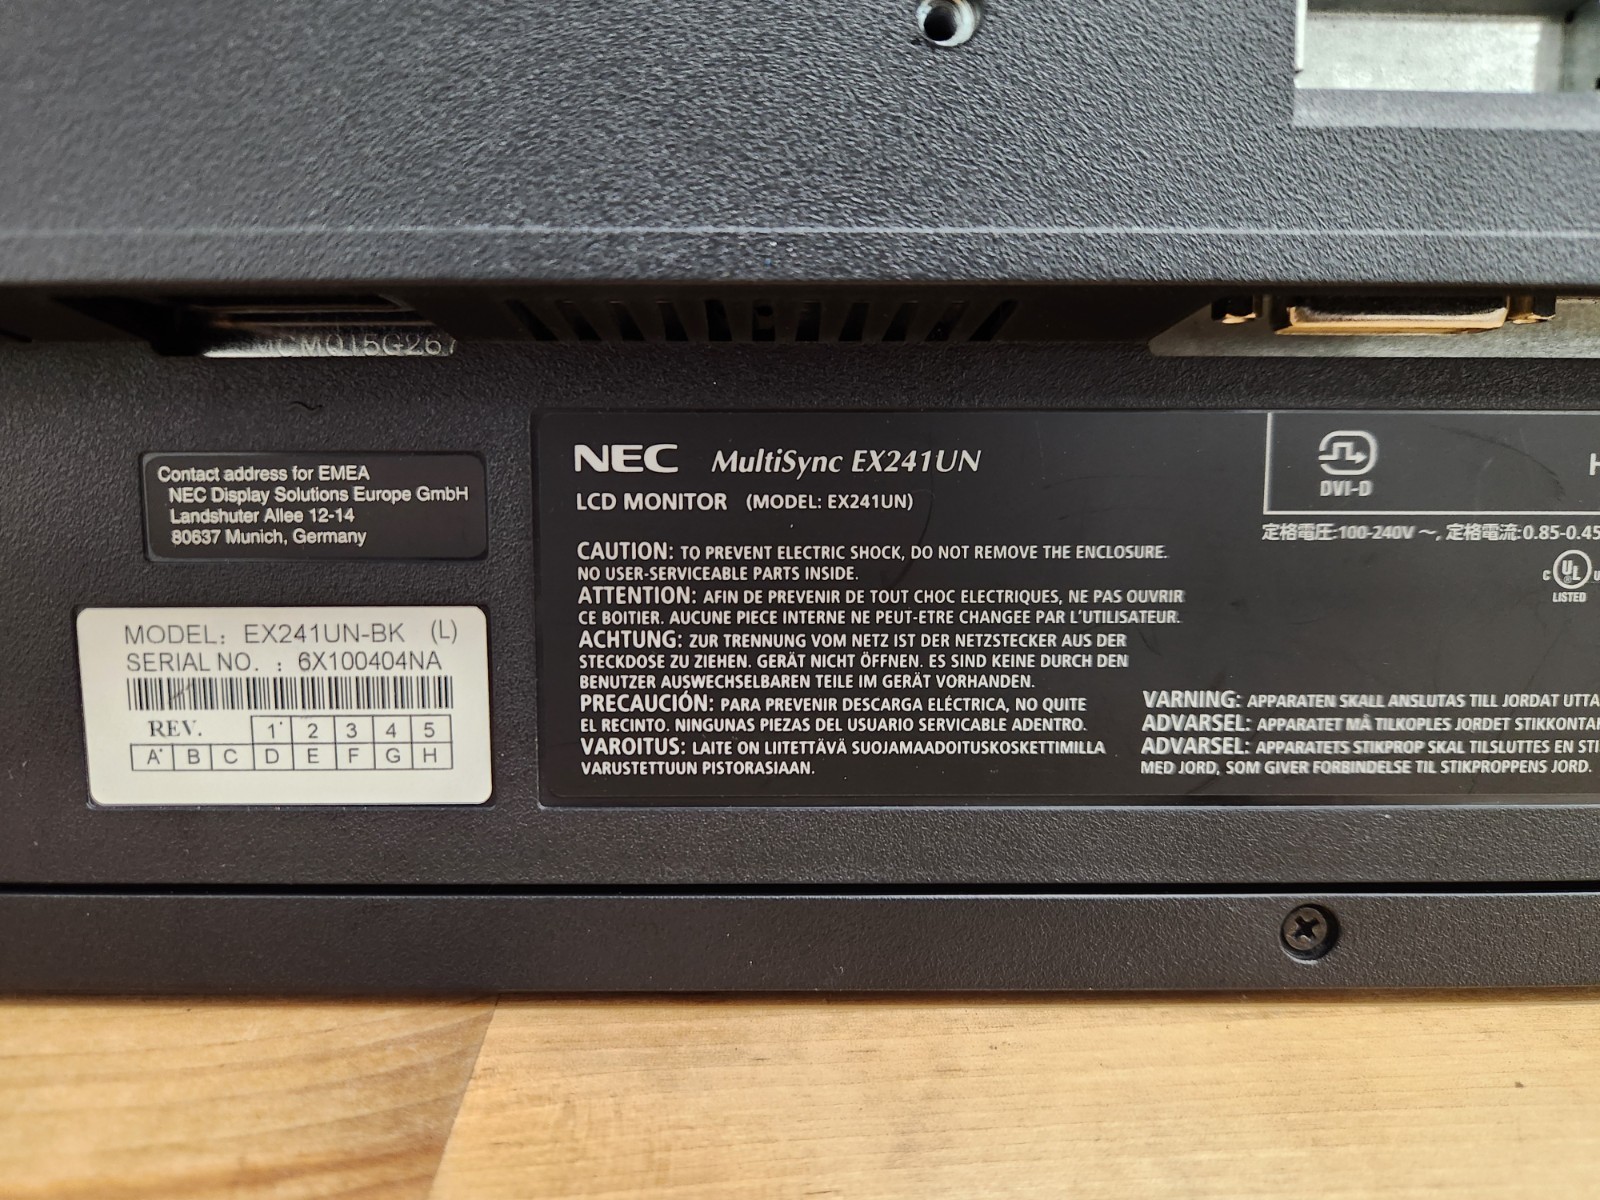 MCM015G267
Contact address for EMEA
NEC Display Solutions Europe GmbH
Landshuter Allee 12-14
80637 Munich, Germany
MODEL: EX241UN-BK (L)
SERIAL NO. : 6X100404NA
REV. 1* 2 3 4 5
A* B C D E F G H
NEC MultiSync EX241UN
LCD MONITOR (MODEL: EX241UN)
CAUTION: TO PREVENT ELECTRIC SHOCK, DO NOT REMOVE THE ENCLOSURE.
NO USER-SERVICEABLE PARTS INSIDE.
ATTENTION: AFIN DE PREVENIR DE TOUT CHOC ELECTRIQUES, NE PAS OUVRIR
CE BOITIER. AUCUNE PIECE INTERNE NE PEUT-ETRE CHANGEE PAR L'UTILISATEUR.
ACHTUNG: ZUR TRENNUNG VOM NETZ IST DER NETZSTECKER AUS DER
STECKDOSE ZU ZIEHEN. GERÄT NICHT ÖFFNEN. ES SIND KEINE DURCH DEN
BENUTZER AUSWECHSELBAREN TEILE IM GERÄT VORHANDEN.
PRECAUCIÓN: PARA PREVENIR DESCARGA ELÉCTRICA, NO QUITE
EL RECINTO. NINGUNAS PIEZAS DEL USUARIO SERVICABLE ADENTRO.
VAROITUS: LAITE ON LIITETTÄVÄ SUOJAMAADOITUSKOSKETTIMILLA
VARUSTETTUUN PISTORASIAAN.
DVI-D
H
定格電圧:100-240V ～, 定格電流:0.85-0.45
C UL U
LISTED
VARNING: APPARATEN SKALL ANSLUTAS TILL JORDAT UTTA
ADVARSEL: APPARATET MÅ TILKOPLES JORDET STIKKONTA
ADVARSEL: APPARATETS STIKPROP SKAL TILSLUTTES EN STI
MED JORD, SOM GIVER FORBINDELSE TIL STIKPROPPENS JORD.